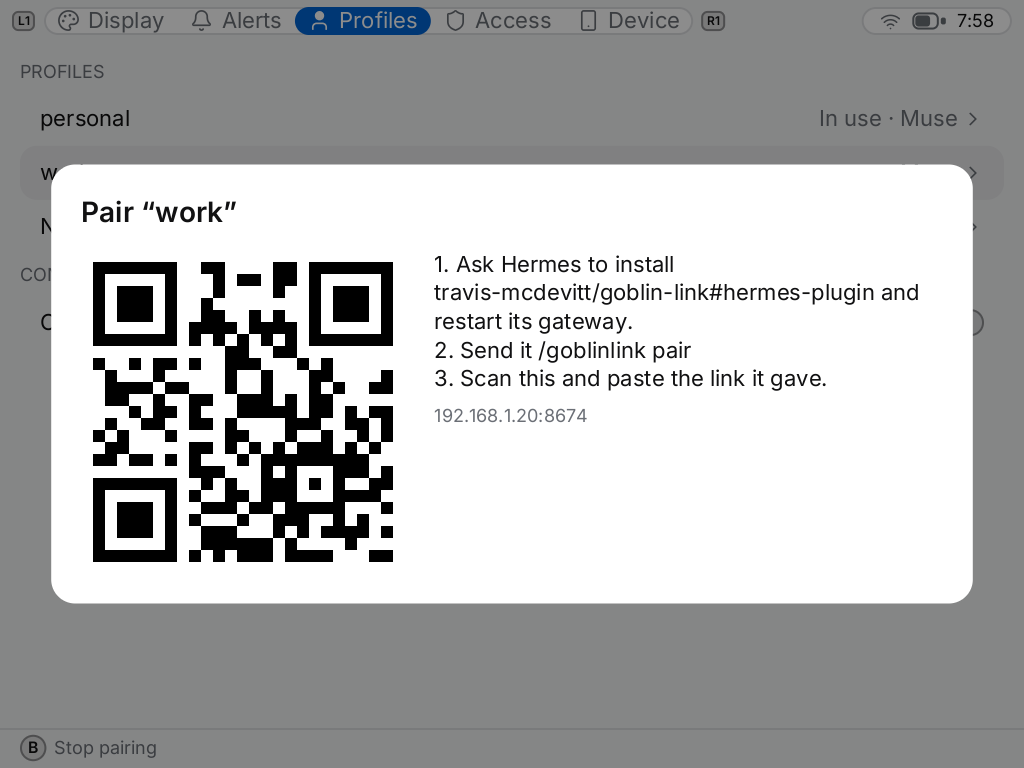 L1 Display Alerts Profiles Access Device R1 7:58
PROFILES
personal In use · Muse
Pair “work”
1. Ask Hermes to install
travis-mcdevitt/goblin-link#hermes-plugin and
restart its gateway.
2. Send it /goblinlink pair
3. Scan this and paste the link it gave.
192.168.1.20:8674
B Stop pairing